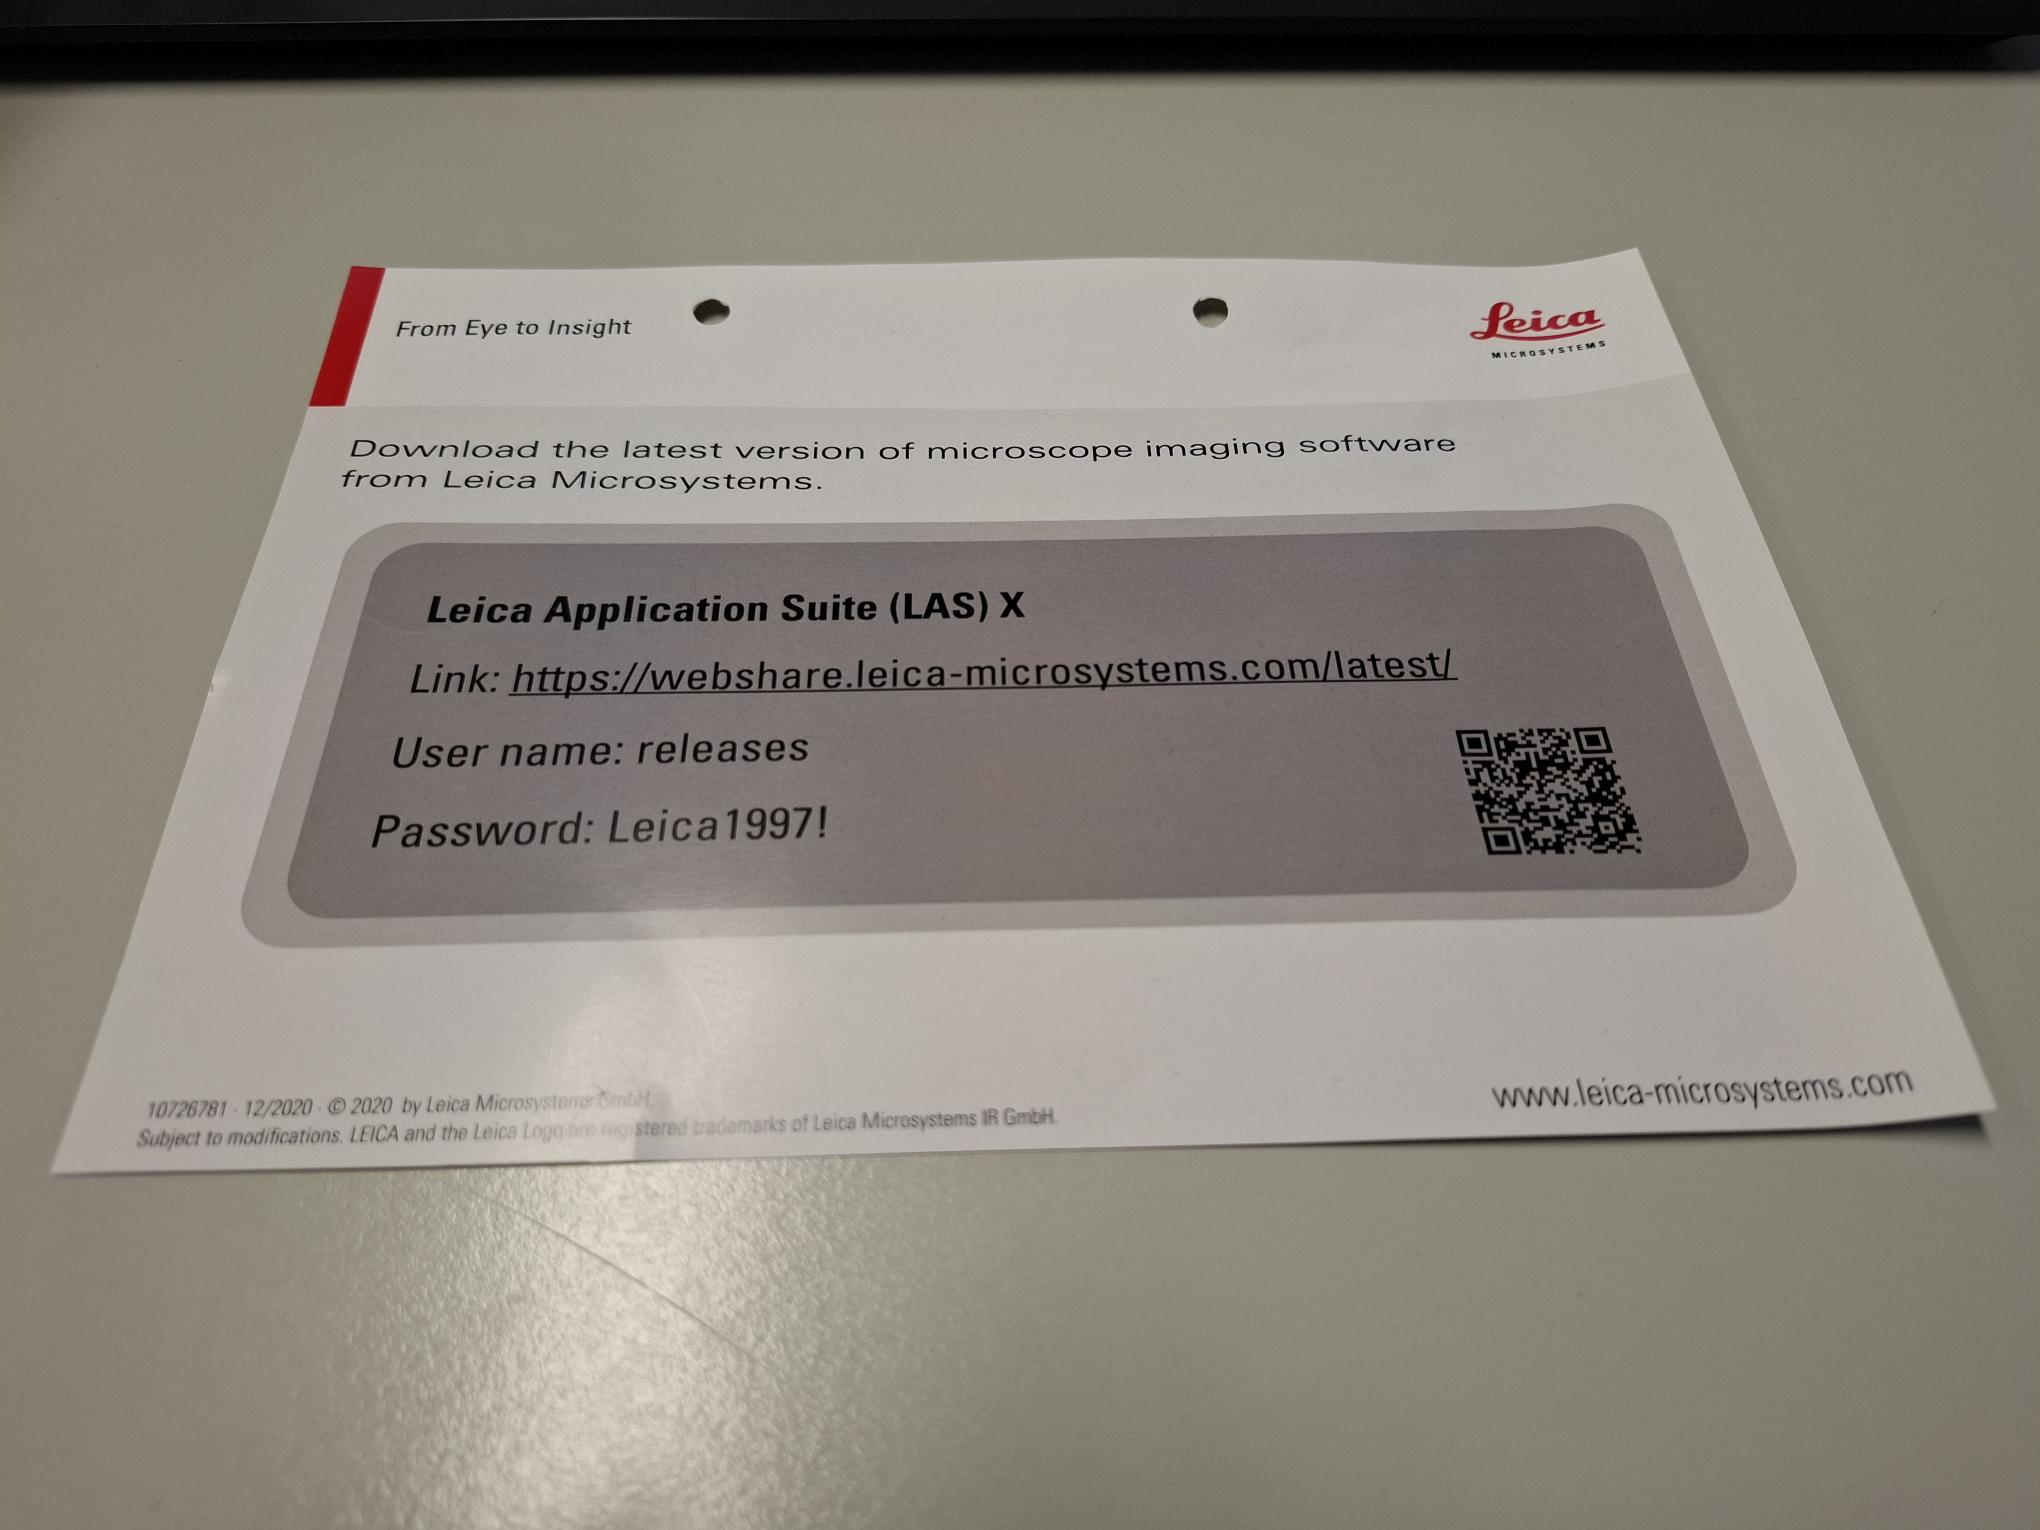 From Eye to Insight
Leica
MICROSYSTEMS
Download the latest version of microscope imaging software
from Leica Microsystems.
Leica Application Suite (LAS) X
Link: https://webshare.leica-microsystems.com/latest/
User name: releases
Password: Leica1997!
10726781 · 12/2020 · © 2020 by Leica Microsystems GmbH.
Subject to modifications. LEICA and the Leica Logo are registered trademarks of Leica Microsystems IR GmbH.
www.leica-microsystems.com